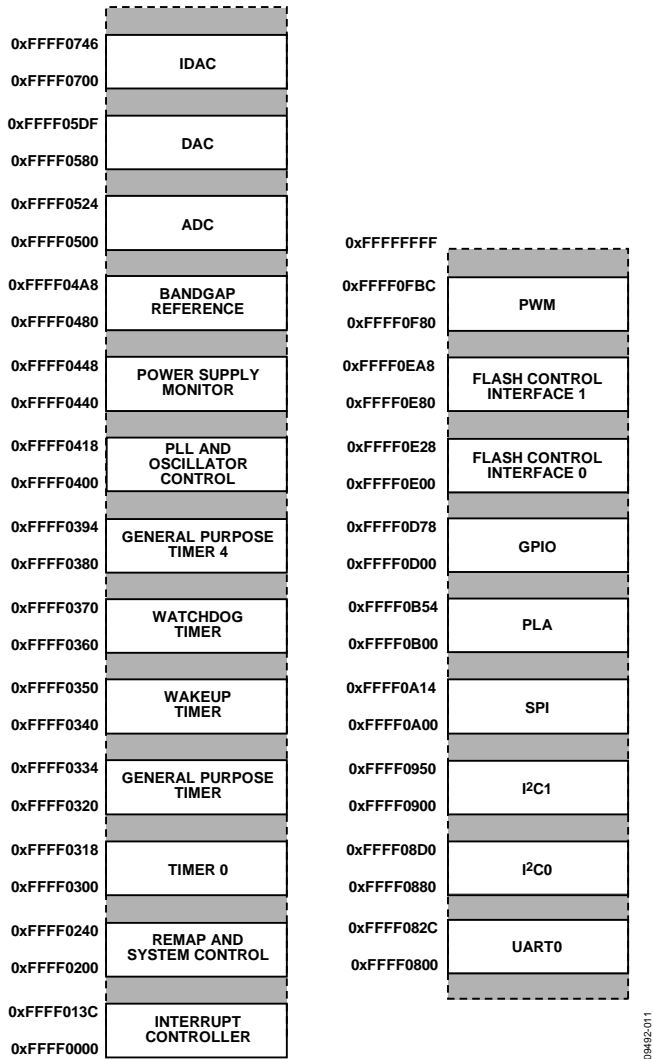 0xFFFF0746
IDAC
0xFFFF0700
0xFFFF05DF
DAC
0xFFFF0580
0xFFFF0524
ADC
0xFFFF0500
0xFFFF04A8
BANDGAP
REFERENCE
0xFFFF0480
0xFFFF0448
POWER SUPPLY
MONITOR
0xFFFF0440
0xFFFF0418
PLL AND
OSCILLATOR
CONTROL
0xFFFF0400
0xFFFF0394
GENERAL PURPOSE
TIMER 4
0xFFFF0380
0xFFFF0370
WATCHDOG
TIMER
0xFFFF0360
0xFFFF0350
WAKEUP
TIMER
0xFFFF0340
0xFFFF0334
GENERAL PURPOSE
TIMER
0xFFFF0320
0xFFFF0318
TIMER 0
0xFFFF0300
0xFFFF0240
REMAP AND
SYSTEM CONTROL
0xFFFF0200
0xFFFF013C
INTERRUPT
CONTROLLER
0xFFFF0000
0xFFFFFFFF
0xFFFF0FBC
PWM
0xFFFF0F80
0xFFFF0EA8
FLASH CONTROL
INTERFACE 1
0xFFFF0E80
0xFFFF0E28
FLASH CONTROL
INTERFACE 0
0xFFFF0E00
0xFFFF0D78
GPIO
0xFFFF0D00
0xFFFF0B54
PLA
0xFFFF0B00
0xFFFF0A14
SPI
0xFFFF0A00
0xFFFF0950
I²C1
0xFFFF0900
0xFFFF08D0
I²C0
0xFFFF0880
0xFFFF082C
UART0
0xFFFF0800
09492-011